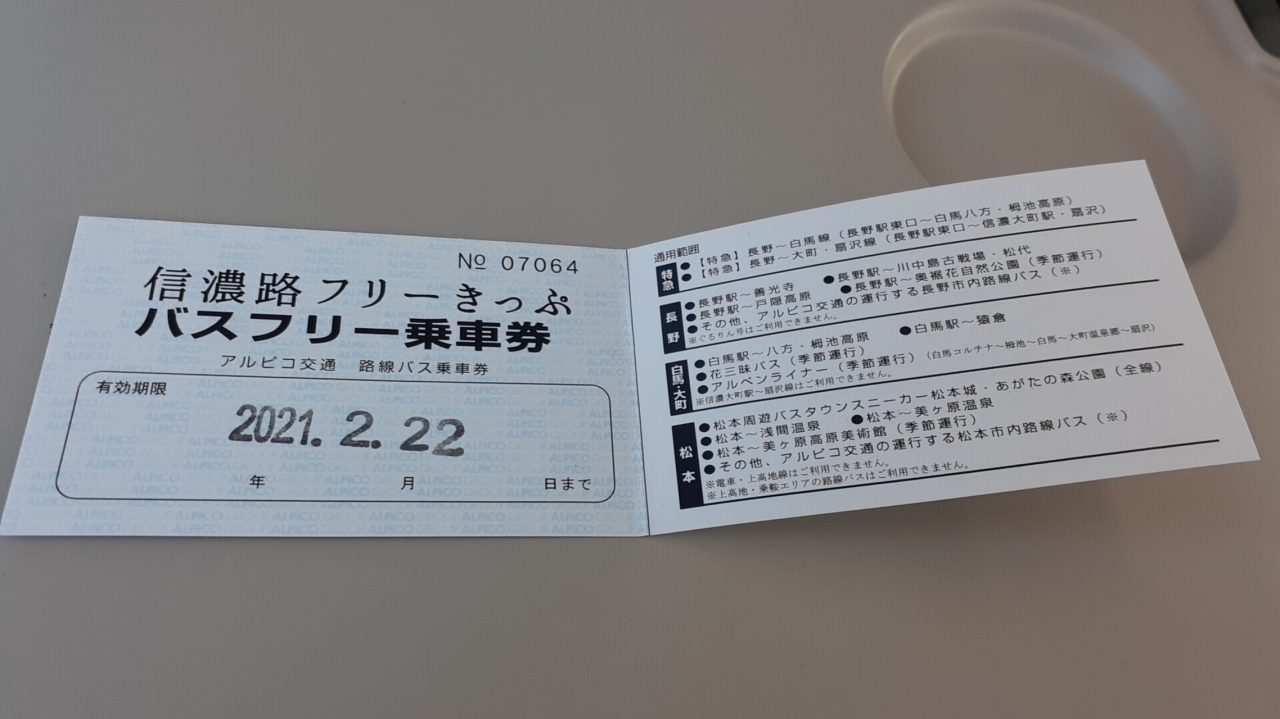 № 07064
信濃路フリーきっぷ
バスフリー乗車券
アルピコ交通 路線バス乗車券
有効期限
2021. 2. 22
年 月 日まで
通用範囲
特急
●【特急】長野～白馬線（長野駅東口～白馬八方・栂池高原）
●【特急】長野～大町・扇沢線（長野駅東口～信濃大町駅・扇沢）
長野
●長野駅～善光寺 ●長野駅～川中島古戦場・松代
●長野駅～戸隠高原 ●長野駅～奥裾花自然公園（季節運行）
●その他、アルピコ交通の運行する長野市内路線バス（※）
※ぐるりん号はご利用できません。
白馬・大町
●白馬駅～八方・栂池高原 ●白馬駅～猿倉
●花三昧バス（季節運行）
●アルペンライナー（季節運行）（白馬コルチナ～栂池～白馬～大町温泉郷～扇沢）
※信濃大町駅～扇沢線はご利用できません。
松本
●松本周遊バスタウンスニーカー松本城・あがたの森公園（全線）
●松本～浅間温泉 ●松本～美ヶ原温泉
●松本～美ヶ原高原美術館（季節運行）
●その他、アルピコ交通の運行する松本市内路線バス（※）
※電車・上高地線はご利用できません。
※上高地・乗鞍エリアの路線バスはご利用できません。